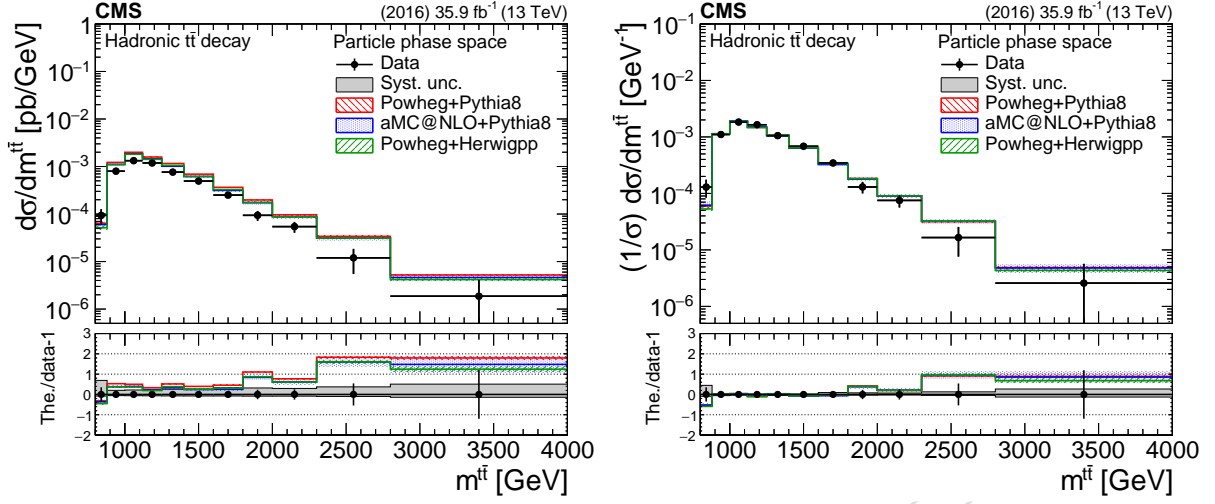 CMS (2016) 35.9 fb⁻¹ (13 TeV)
Hadronic tt̄ decay
Particle phase space
Data
Syst. unc.
Powheg+Pythia8
aMC@NLO+Pythia8
Powheg+Herwigpp
dσ/dm^{tt̄} [pb/GeV]
1
10⁻¹
10⁻²
10⁻³
10⁻⁴
10⁻⁵
10⁻⁶
The./data-1
3
2
1
0
−1
−2
1000 1500 2000 2500 3000 3500 4000
m^{tt̄} [GeV]
CMS (2016) 35.9 fb⁻¹ (13 TeV)
Hadronic tt̄ decay
Particle phase space
Data
Syst. unc.
Powheg+Pythia8
aMC@NLO+Pythia8
Powheg+Herwigpp
(1/σ) dσ/dm^{tt̄} [GeV⁻¹]
10⁻¹
10⁻²
10⁻³
10⁻⁴
10⁻⁵
10⁻⁶
The./data-1
3
2
1
0
−1
−2
1000 1500 2000 2500 3000 3500 4000
m^{tt̄} [GeV]